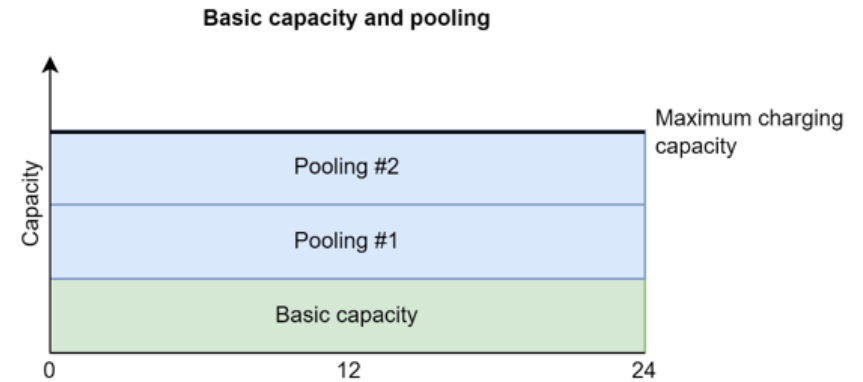 Basic capacity and pooling
Maximum charging
capacity
Pooling #2
Capacity
Pooling #1
Basic capacity
0
12
24